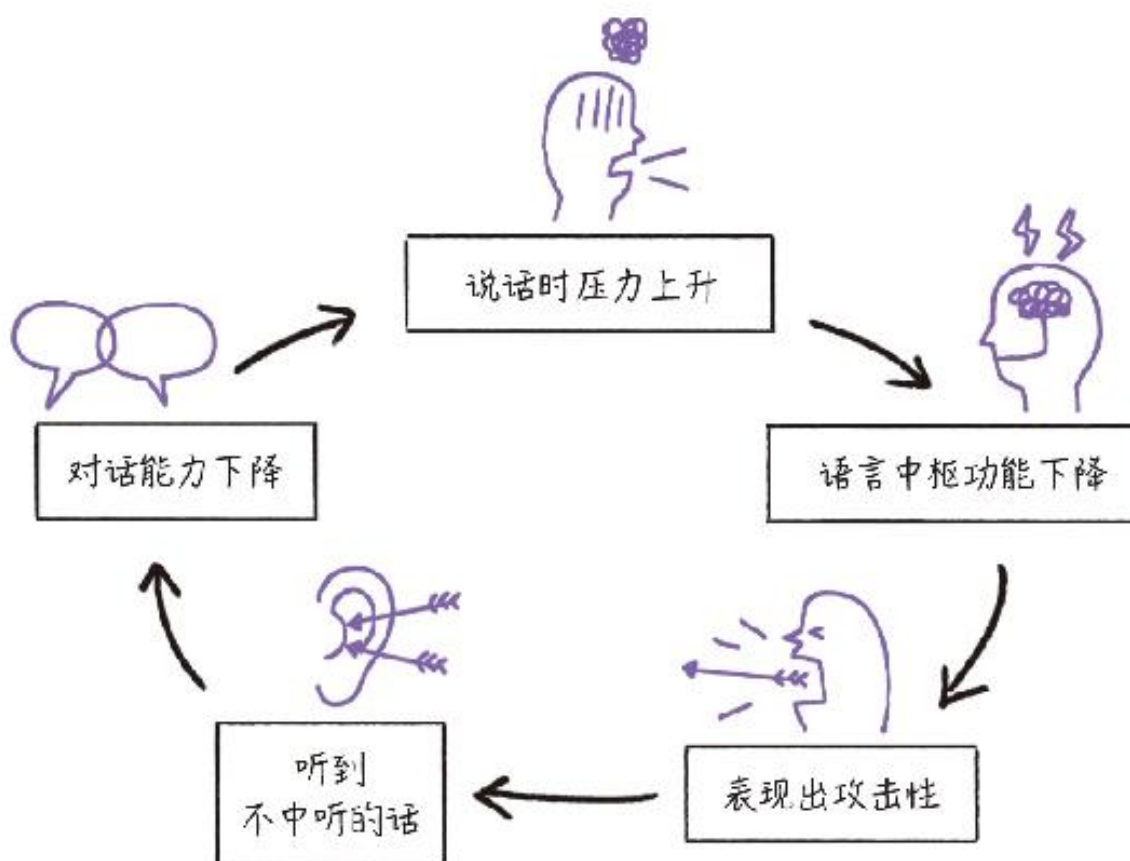 说话时压力上升
语言中枢功能下降
表现出攻击性
听到
不中听的话
对话能力下降